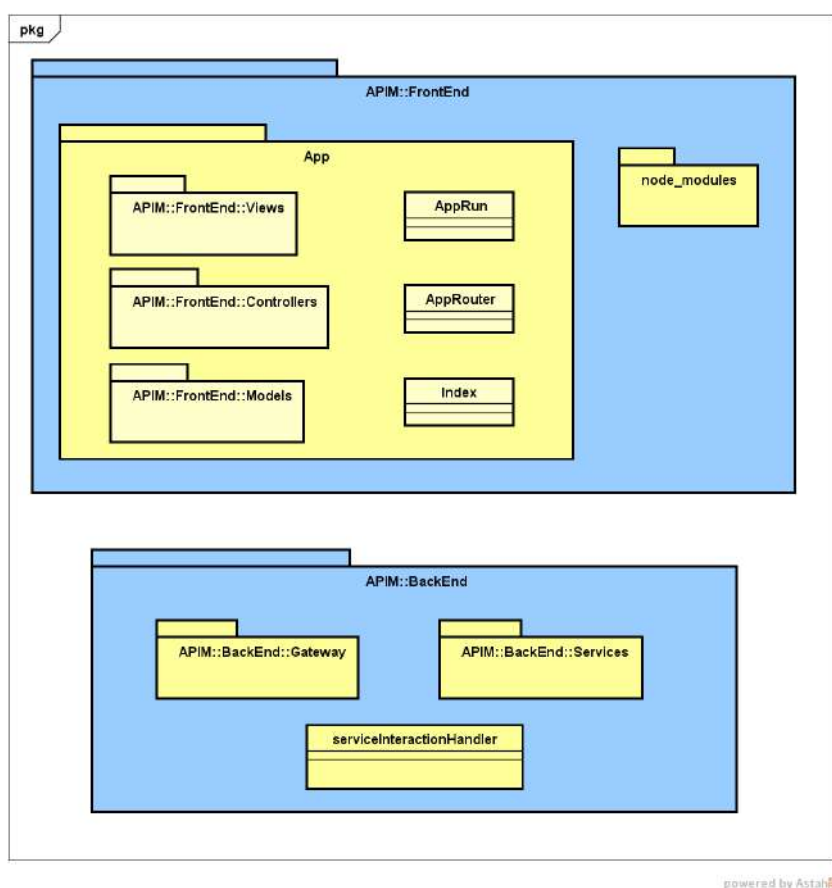 pkg
APIM::FrontEnd
App
node_modules
APIM::FrontEnd::Views
AppRun
APIM::FrontEnd::Controllers
AppRouter
APIM::FrontEnd::Models
Index
APIM::BackEnd
APIM::BackEnd::Gateway
APIM::BackEnd::Services
serviceInteractionHandler
powered by Astah